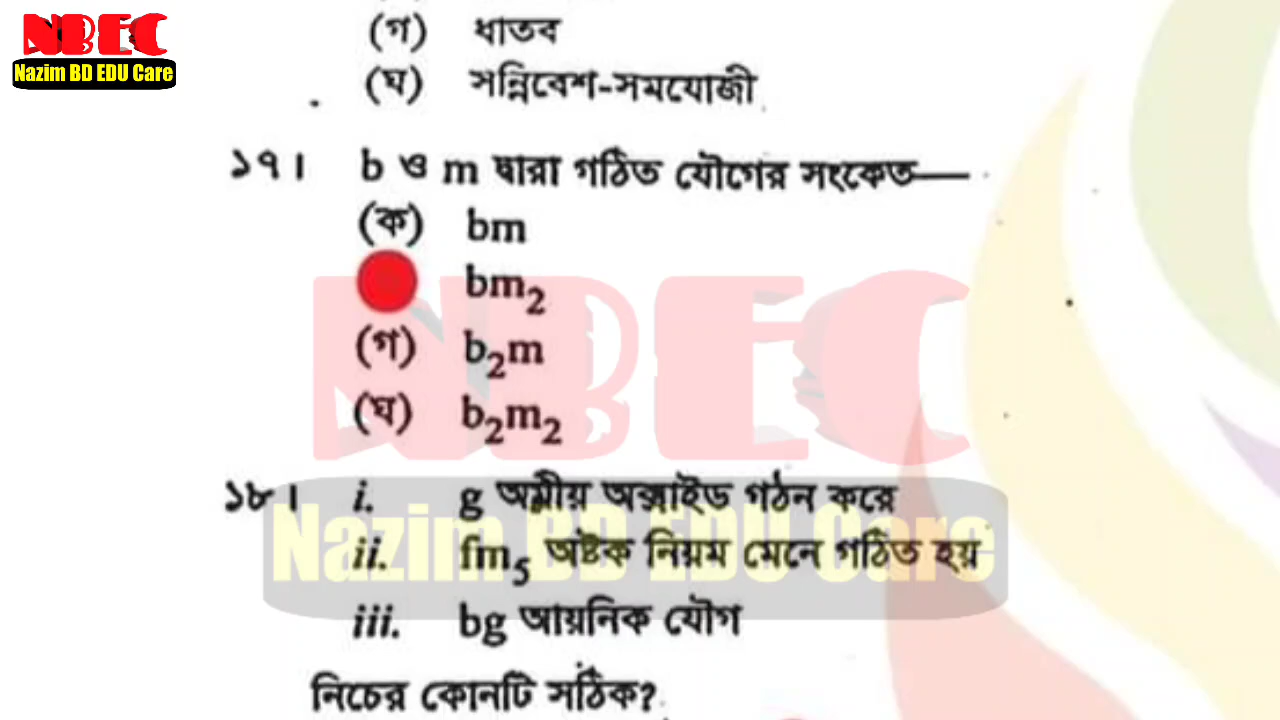 NBEC
Nazim BD EDU Care
(গ) ধাতব
(ঘ) সন্নিবেশ-সমযোজী
১৭। b ও m দ্বারা গঠিত যৌগের সংকেত—
(ক) bm
bm₂
(গ) b₂m
(ঘ) b₂m₂
NBEC
১৮। i. g অম্লীয় অক্সাইড গঠন করে
ii. fm₅ অষ্টক নিয়ম মেনে গঠিত হয়
Nazim BD EDU Care
iii. bg আয়নিক যৌগ
নিচের কোনটি সঠিক?